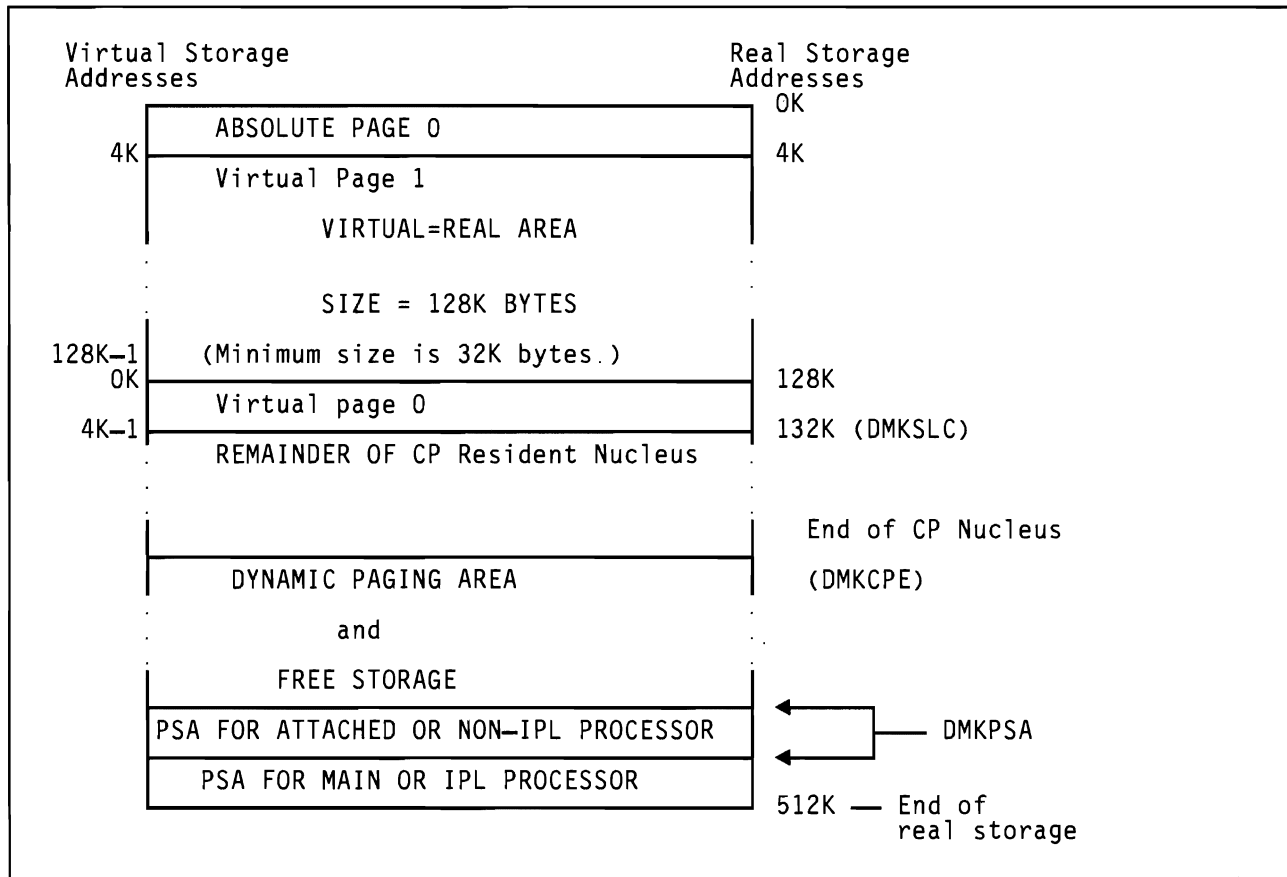 Virtual Storage Real Storage
Addresses Addresses
0K
ABSOLUTE PAGE 0
4K 4K
Virtual Page 1
VIRTUAL=REAL AREA
SIZE = 128K BYTES
128K–1 (Minimum size is 32K bytes.)
0K 128K
Virtual page 0
4K–1 132K (DMKSLC)
REMAINDER OF CP Resident Nucleus
End of CP Nucleus
DYNAMIC PAGING AREA (DMKCPE)
and
FREE STORAGE
PSA FOR ATTACHED OR NON–IPL PROCESSOR DMKPSA
PSA FOR MAIN OR IPL PROCESSOR
512K — End of
real storage